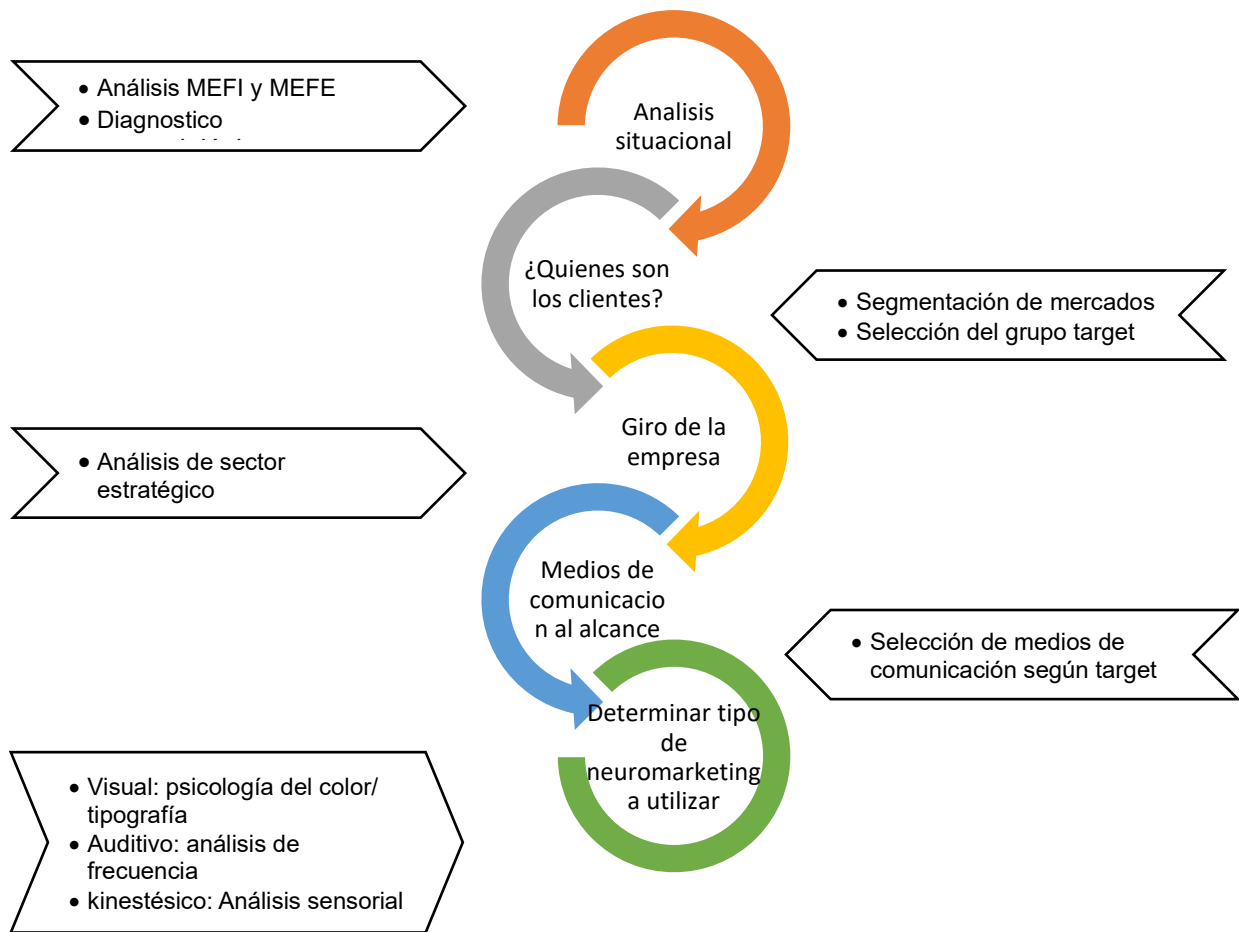 • Análisis MEFI y MEFE
• Diagnostico
Analisis
situacional
¿Quienes son
los clientes?
• Segmentación de mercados
• Selección del grupo target
Giro de la
empresa
• Análisis de sector
estratégico
Medios de
comunicacio
n al alcance
• Selección de medios de
comunicación según target
Determinar tipo
de
neuromarketing
a utilizar
• Visual: psicología del color/
tipografía
• Auditivo: análisis de
frecuencia
• kinestésico: Análisis sensorial